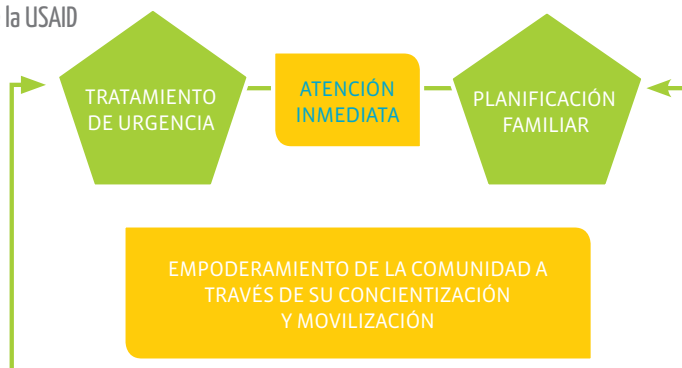 la USAID
TRATAMIENTO
DE URGENCIA
ATENCIÓN
INMEDIATA
PLANIFICACIÓN
FAMILIAR
EMPODERAMIENTO DE LA COMUNIDAD A
TRAVÉS DE SU CONCIENTIZACIÓN
Y MOVILIZACIÓN